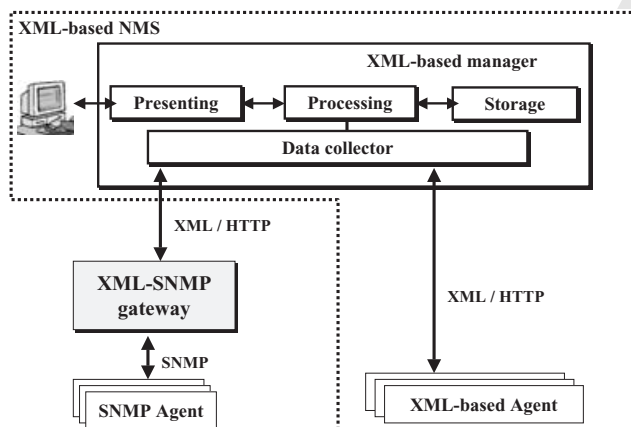 XML-based NMS
XML-based manager
Presenting
Processing
Storage
Data collector
XML / HTTP
XML-SNMP
gateway
XML / HTTP
SNMP
SNMP Agent
XML-based Agent